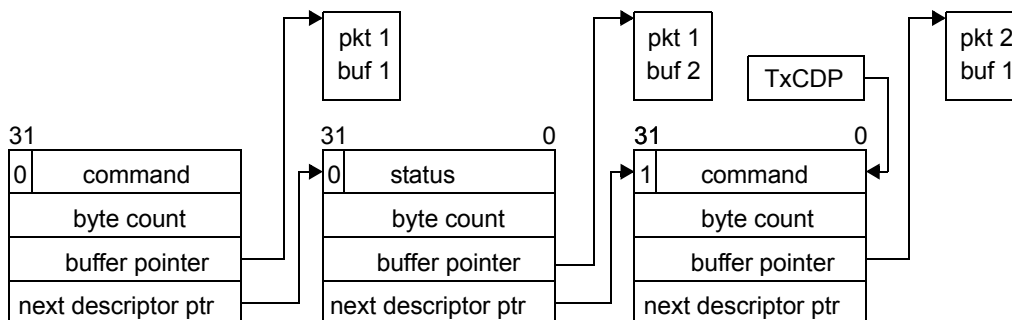 pkt 1
buf 1
pkt 1
buf 2
pkt 2
buf 1
TxCDP
31
31 0
31 0
0 command
byte count
buffer pointer
next descriptor ptr
0 status
byte count
buffer pointer
next descriptor ptr
1 command
byte count
buffer pointer
next descriptor ptr